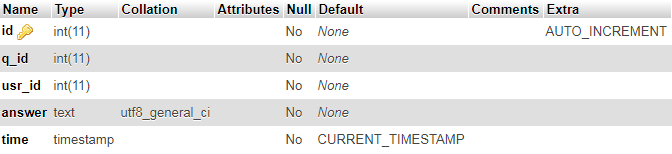 Name Type Collation Attributes Null Default Comments Extra
id int(11) No None AUTO_INCREMENT
q_id int(11) No None
usr_id int(11) No None
answer text utf8_general_ci No None
time timestamp No CURRENT_TIMESTAMP